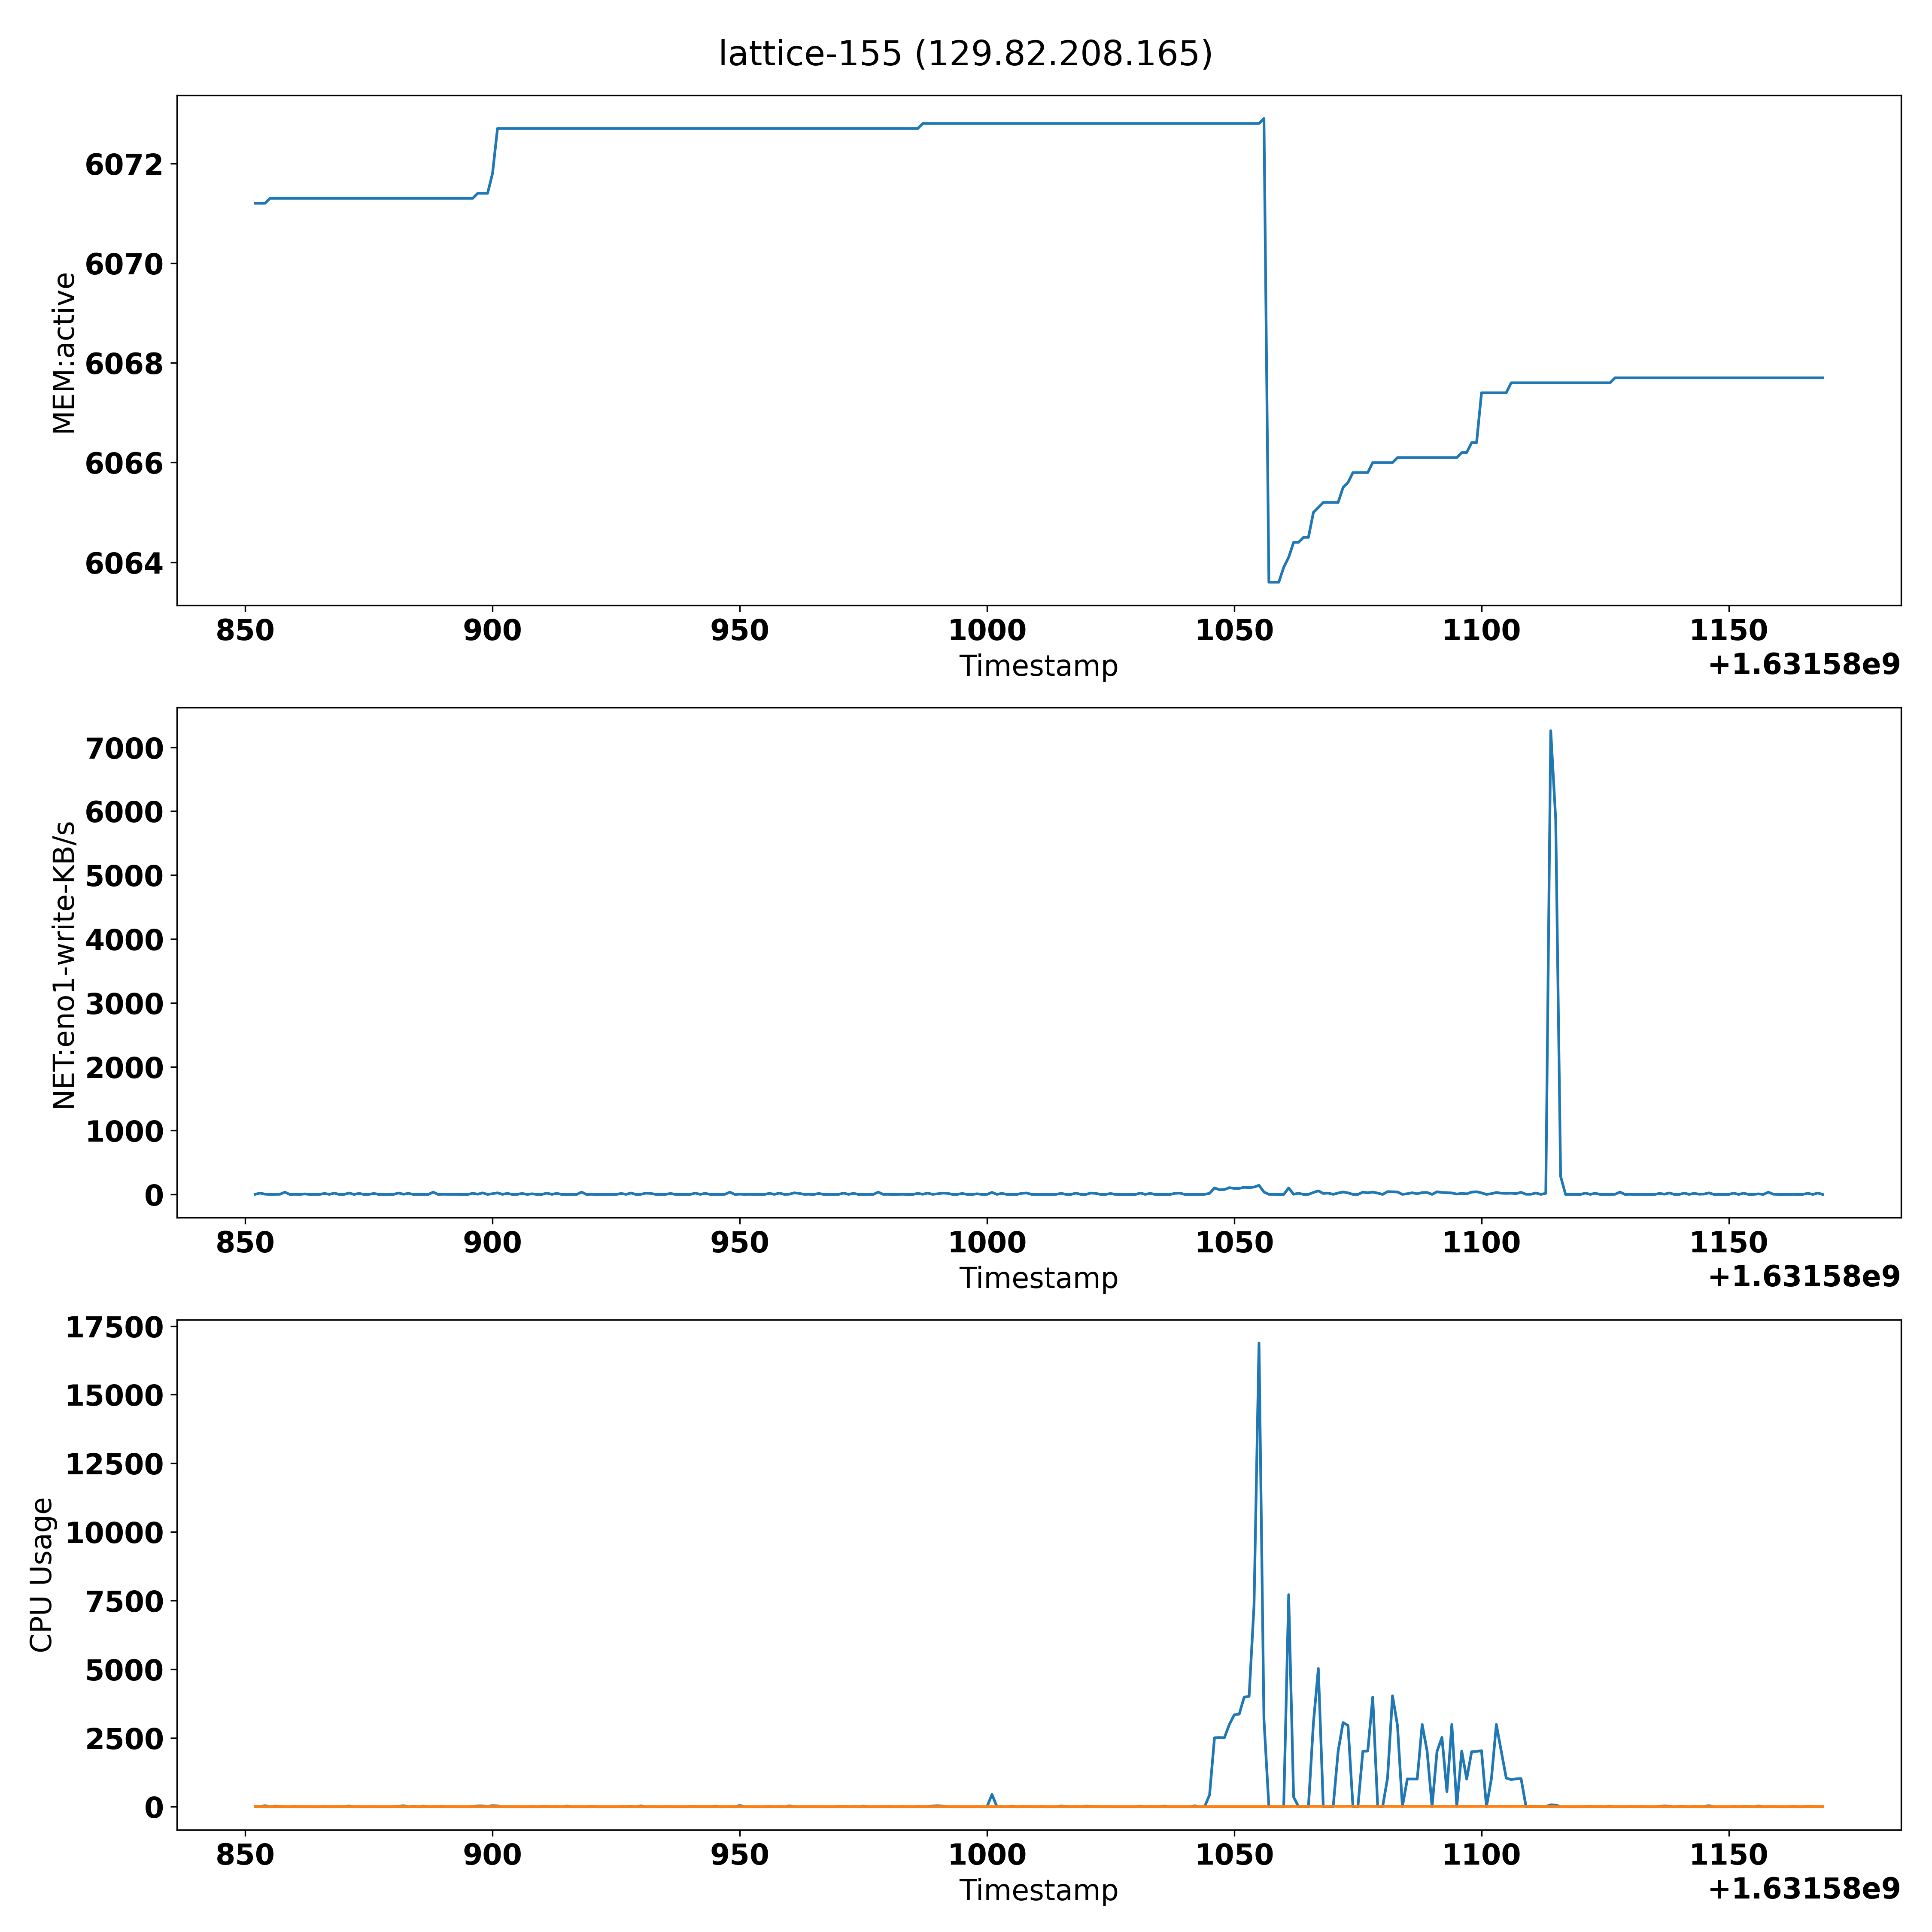 lattice-155 (129.82.208.165)
6072
6070
6068
6066
6064
MEM:active
850 900 950 1000 1050 1100 1150
Timestamp
+1.63158e9
7000
6000
5000
4000
3000
2000
1000
0
NET:eno1-write-KB/s
850 900 950 1000 1050 1100 1150
Timestamp
+1.63158e9
17500
15000
12500
10000
7500
5000
2500
0
CPU Usage
850 900 950 1000 1050 1100 1150
Timestamp
+1.63158e9